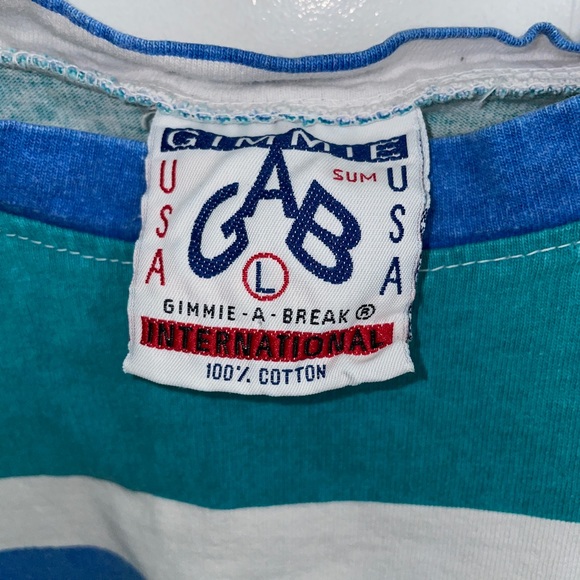 GIMMIE
USA
SUM
USA
GAB
L
GIMMIE-A-BREAK®
INTERNATIONAL
100% COTTON